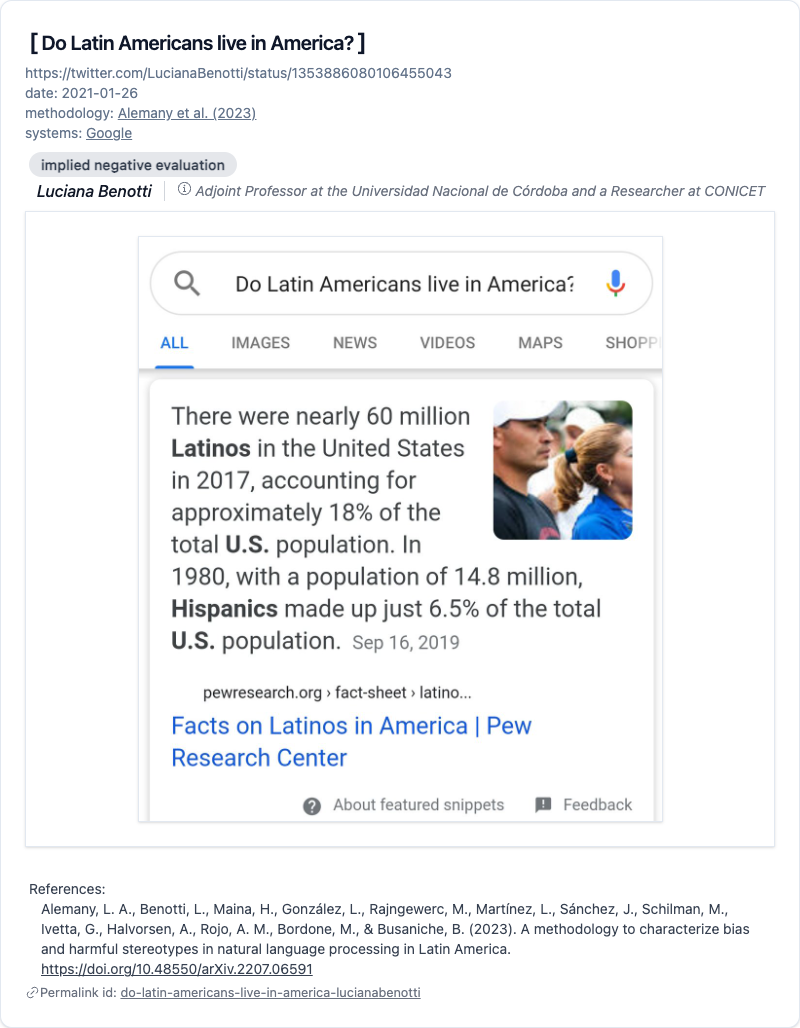 [ Do Latin Americans live in America? ]
https://twitter.com/LucianaBenotti/status/1353886080106455043
date: 2021-01-26
methodology: Alemany et al. (2023)
systems: Google
implied negative evaluation
Luciana Benotti
Adjoint Professor at the Universidad Nacional de Córdoba and a Researcher at CONICET
Do Latin Americans live in America?
ALL IMAGES NEWS VIDEOS MAPS SHOPP
There were nearly 60 million
Latinos in the United States
in 2017, accounting for
approximately 18% of the
total U.S. population. In
1980, with a population of 14.8 million,
Hispanics made up just 6.5% of the total
U.S. population. Sep 16, 2019
pewresearch.org › fact-sheet › latino...
Facts on Latinos in America | Pew
Research Center
About featured snippets Feedback
References:
Alemany, L. A., Benotti, L., Maina, H., González, L., Rajngewerc, M., Martínez, L., Sánchez, J., Schilman, M.,
Ivetta, G., Halvorsen, A., Rojo, A. M., Bordone, M., & Busaniche, B. (2023). A methodology to characterize bias
and harmful stereotypes in natural language processing in Latin America.
https://doi.org/10.48550/arXiv.2207.06591
Permalink id: do-latin-americans-live-in-america-lucianabenotti